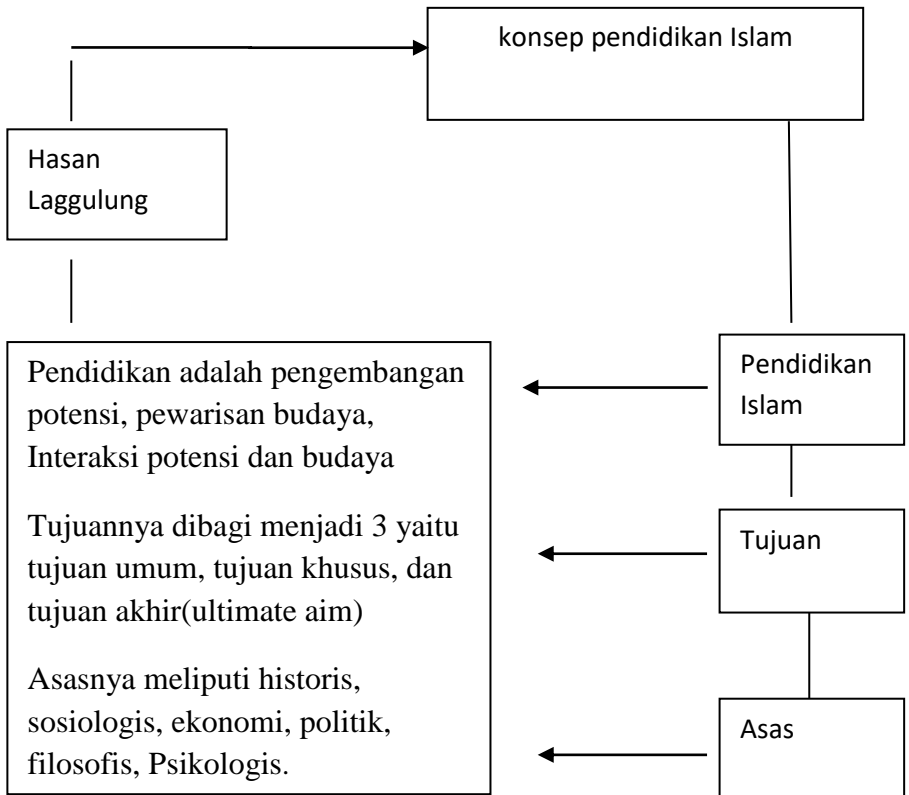 konsep pendidikan Islam
Hasan
Laggulung
Pendidikan adalah pengembangan
potensi, pewarisan budaya,
Interaksi potensi dan budaya
Tujuannya dibagi menjadi 3 yaitu
tujuan umum, tujuan khusus, dan
tujuan akhir(ultimate aim)
Asasnya meliputi historis,
sosiologis, ekonomi, politik,
filosofis, Psikologis.
Pendidikan
Islam
Tujuan
Asas